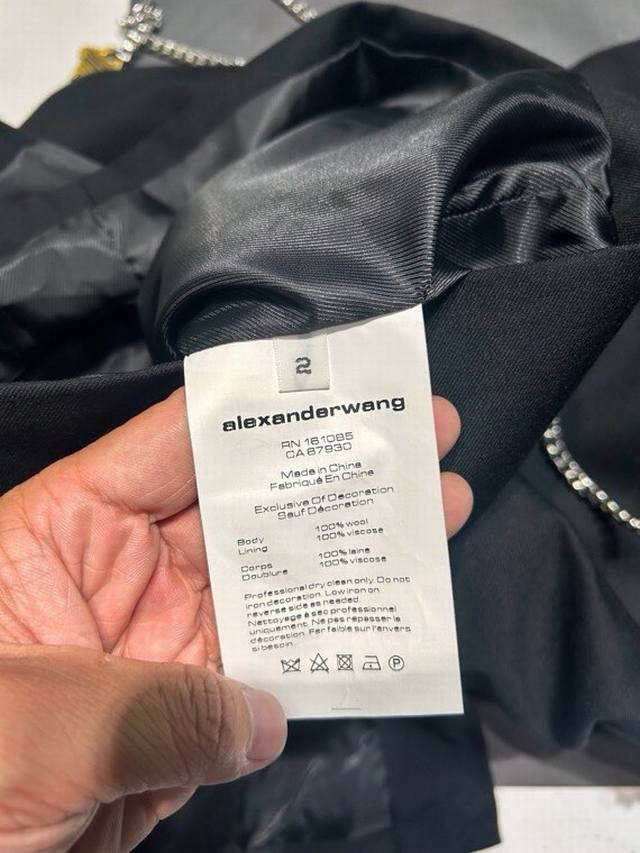 2
alexanderwang
RN 161085
CA 87930
Made in China
Fabriqué En China
Exclusive Of Decoration
Sauf Décoration
Body 100% wool
Lining 100% viscose
Corps 100% laine
Doublure 100% viscose
Professional dry clean only. Do not
iron decoration. Low iron on
reverse side as needed.
Nettoyage à sec professionnel
uniquement. Ne pas repasser la
décoration. Fer faible sur l'envers
si besoin.
P